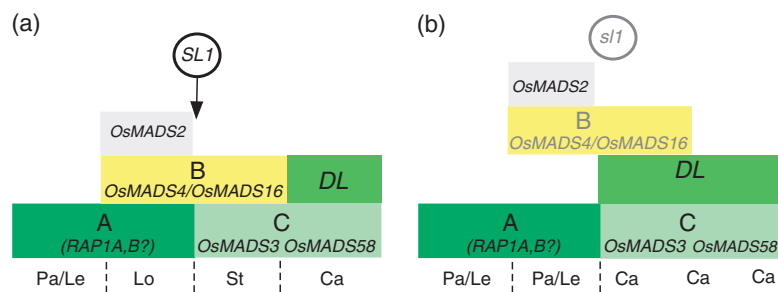 (a)
SL1
OsMADS2
B
OsMADS4/OsMADS16
DL
A
(RAP1A,B?)
C
OsMADS3 OsMADS58
Pa/Le Lo St Ca
(b)
sl1
OsMADS2
B
OsMADS4/OsMADS16
DL
A
(RAP1A,B?)
C
OsMADS3 OsMADS58
Pa/Le Pa/Le Ca Ca Ca